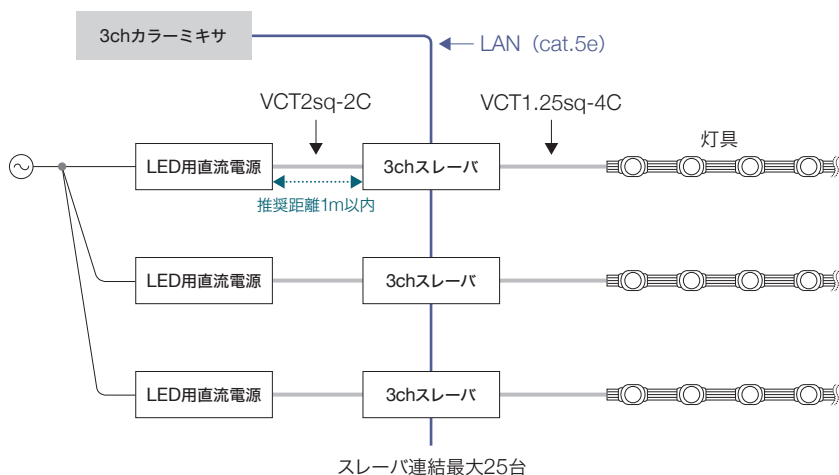 3chカラーミキサ
LAN（cat.5e）
VCT2sq-2C
VCT1.25sq-4C
灯具
LED用直流電源
3chスレーバ
推奨距離1m以内
LED用直流電源
3chスレーバ
LED用直流電源
3chスレーバ
スレーバ連結最大25台